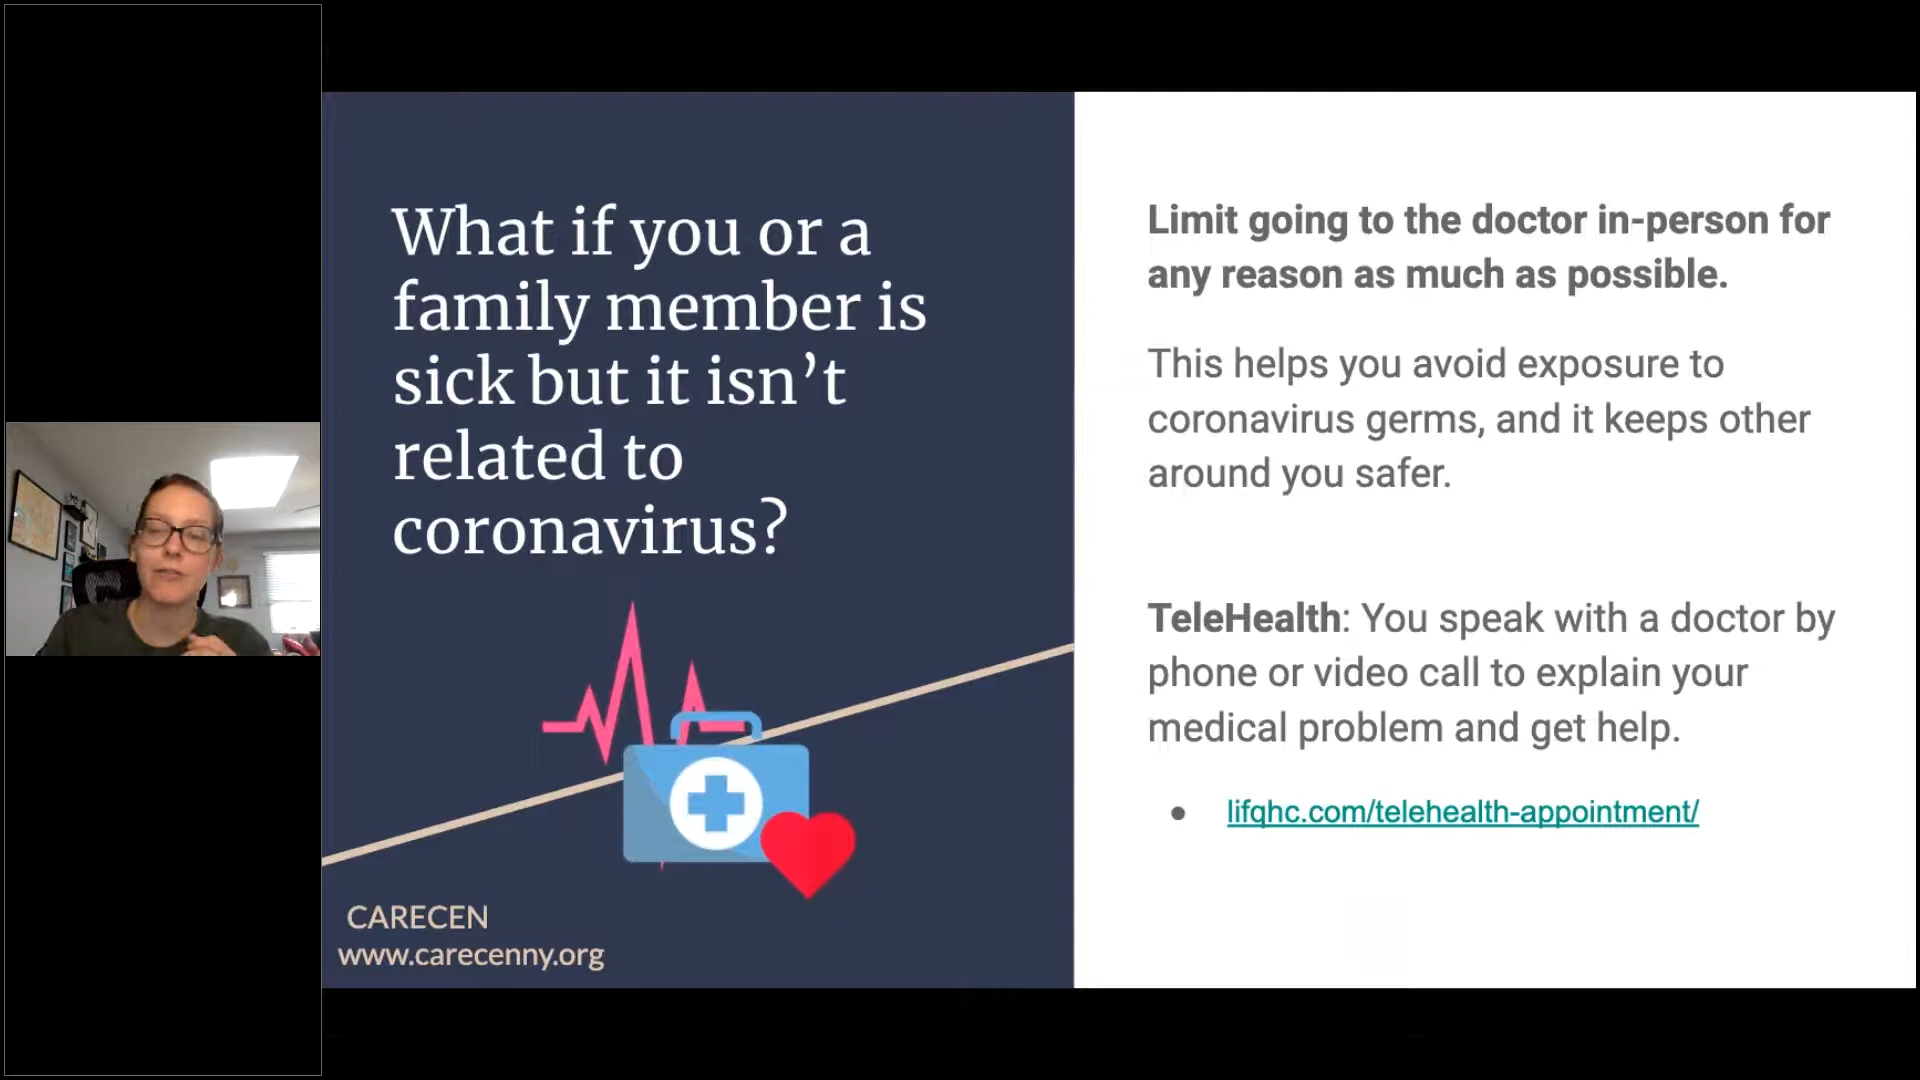 What if you or a
family member is
sick but it isn’t
related to
coronavirus?
CARECEN
www.carecenny.org
Limit going to the doctor in-person for
any reason as much as possible.
This helps you avoid exposure to
coronavirus germs, and it keeps other
around you safer.
TeleHealth: You speak with a doctor by
phone or video call to explain your
medical problem and get help.
● lifqhc.com/telehealth-appointment/